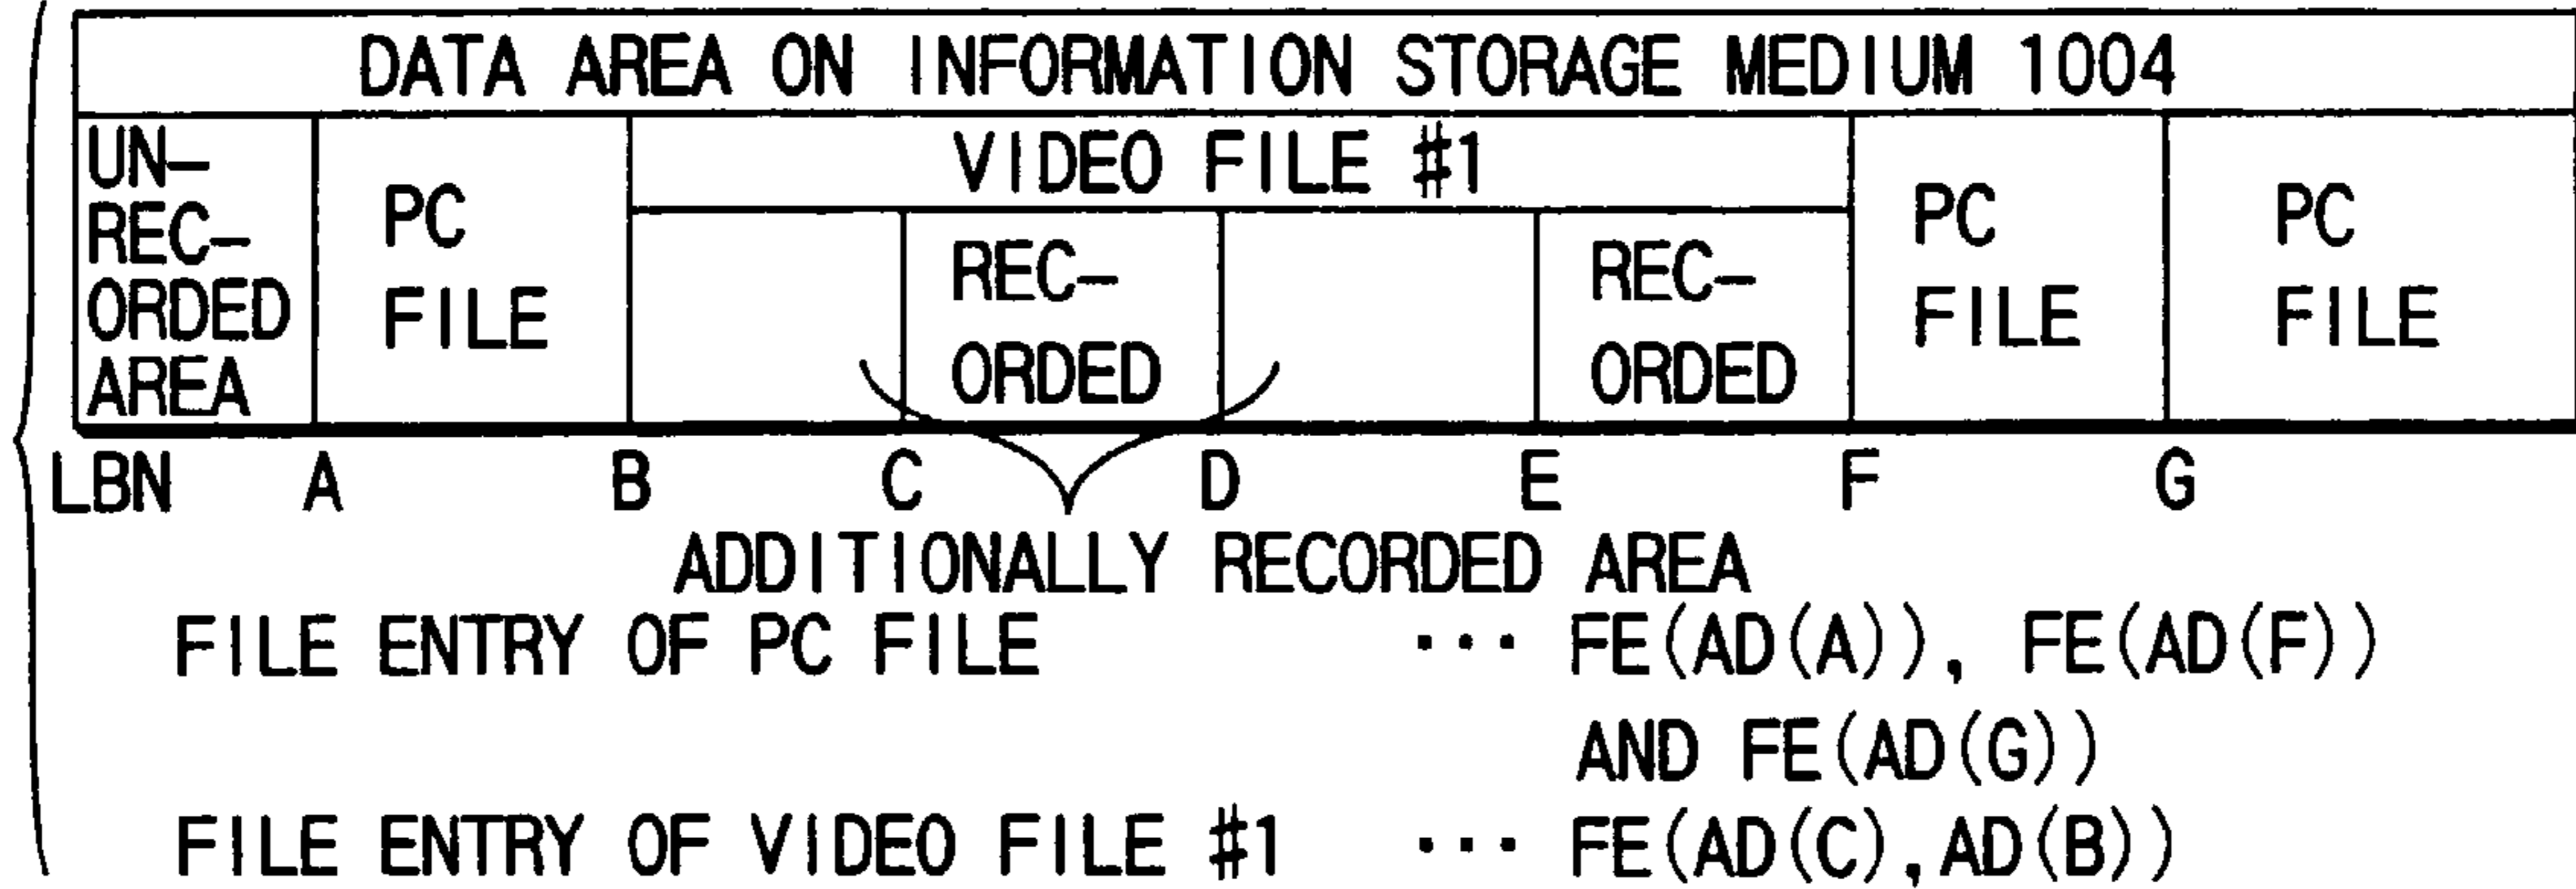 DATA AREA ON INFORMATION STORAGE MEDIUM 1004
UN-
REC-
ORDED
AREA
PC
FILE
VIDEO FILE #1
REC-
ORDED
REC-
ORDED
PC
FILE
PC
FILE
LBN A B C D E F G
ADDITIONALLY RECORDED AREA
FILE ENTRY OF PC FILE ··· FE(AD(A)), FE(AD(F))
AND FE(AD(G))
FILE ENTRY OF VIDEO FILE #1 ··· FE(AD(C),AD(B))